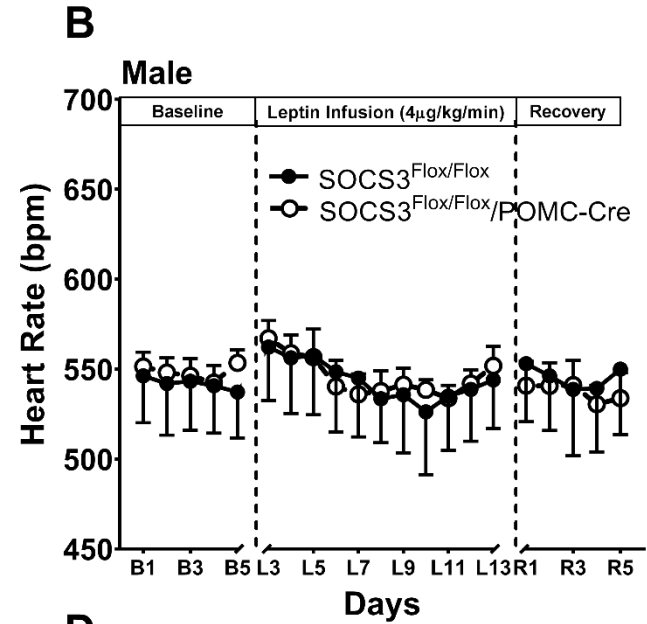 B
Male
Baseline Leptin Infusion (4µg/kg/min) Recovery
SOCS3Flox/Flox
SOCS3Flox/Flox/POMC-Cre
Heart Rate (bpm)
700
650
600
550
500
450
B1 B3 B5 L3 L5 L7 L9 L11 L13 R1 R3 R5
Days